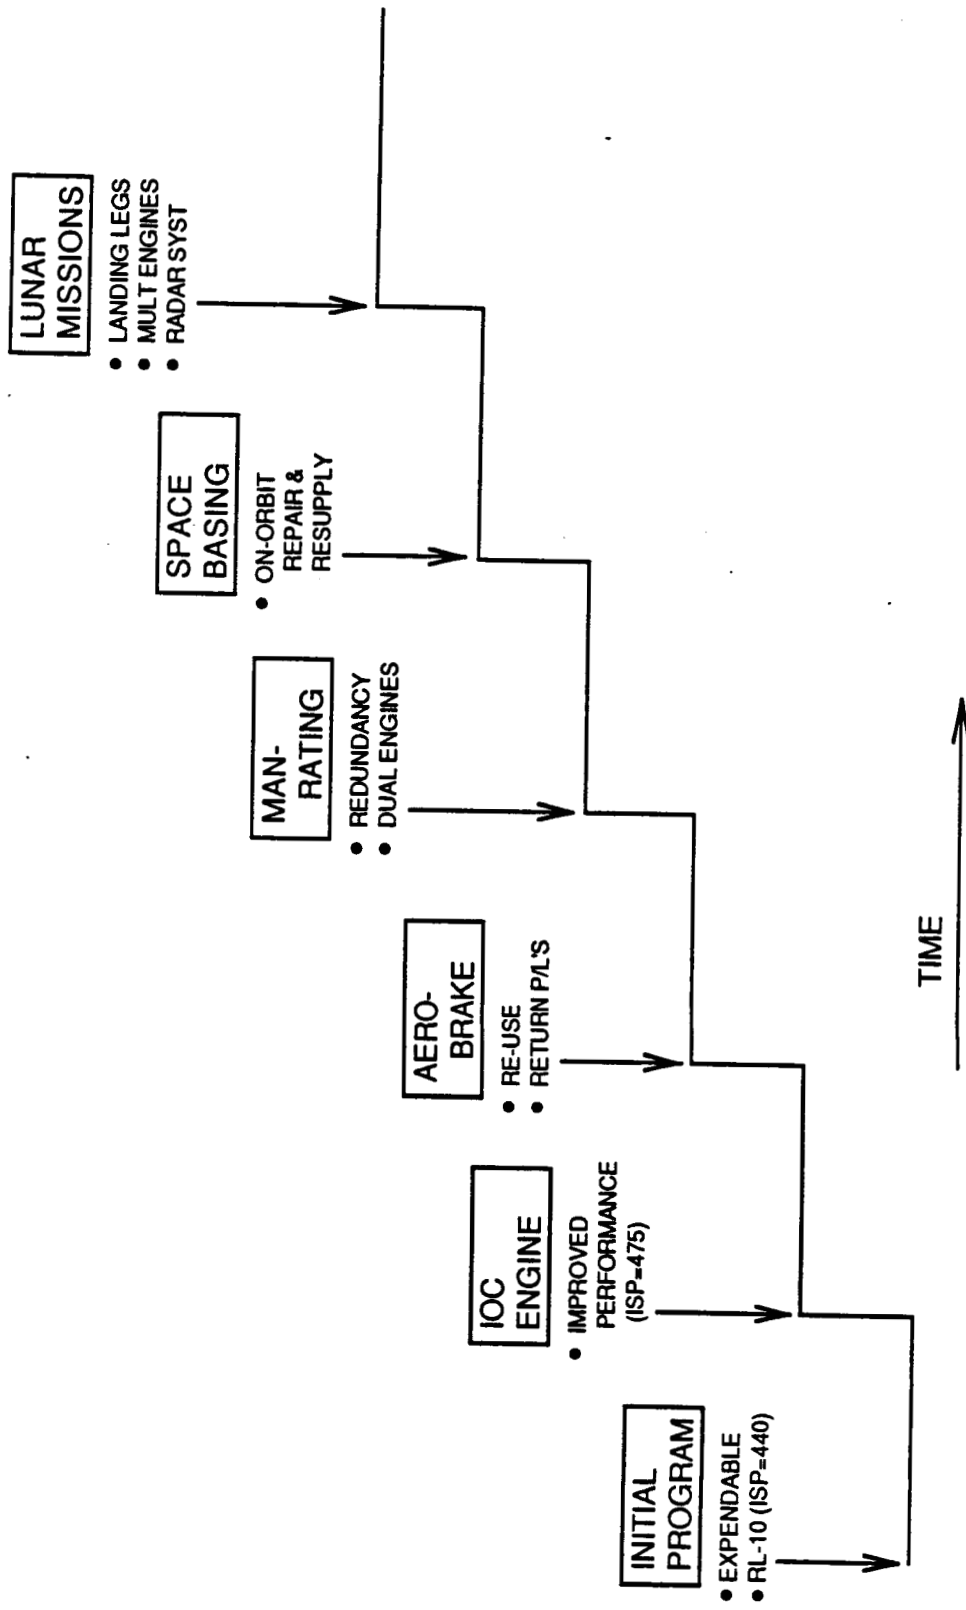 INITIAL
PROGRAM
• EXPENDABLE
• RL-10 (ISP=440)
IOC
ENGINE
• IMPROVED
PERFORMANCE
(ISP=475)
AERO-
BRAKE
• RE-USE
• RETURN P/L'S
MAN-
RATING
• REDUNDANCY
• DUAL ENGINES
SPACE
BASING
• ON-ORBIT
REPAIR &
RESUPPLY
LUNAR
MISSIONS
• LANDING LEGS
• MULT ENGINES
• RADAR SYST
TIME